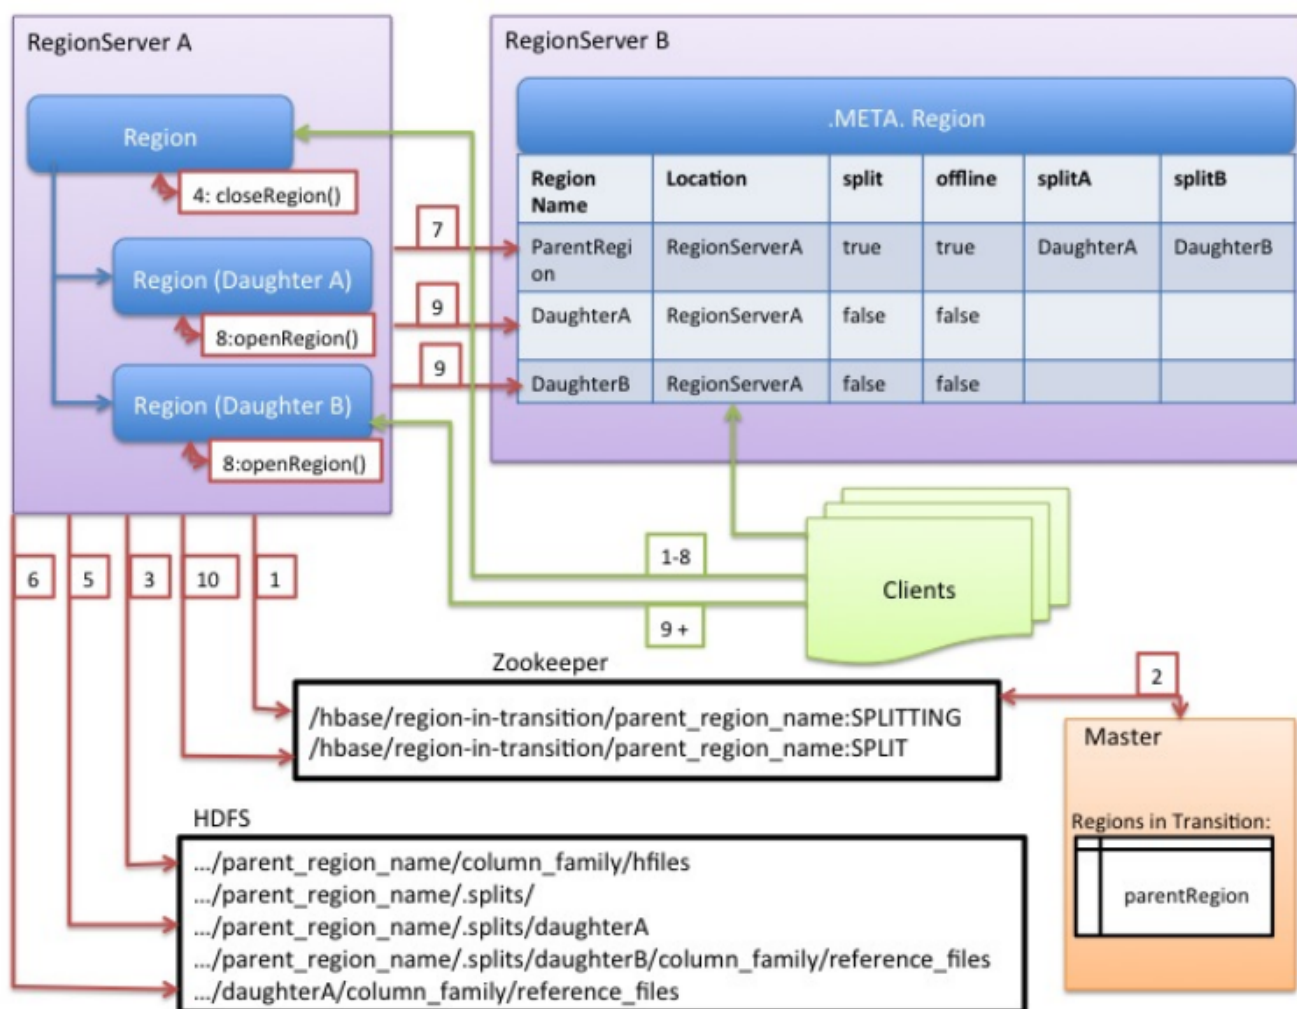 RegionServer A
Region
4: closeRegion()
Region (Daughter A)
8:openRegion()
Region (Daughter B)
8:openRegion()
7
9
9
RegionServer B
.META. Region
Region Name Location split offline splitA splitB
ParentRegi
on RegionServerA true true DaughterA DaughterB
DaughterA RegionServerA false false
DaughterB RegionServerA false false
6 5 3 10 1
1-8
9 +
Clients
Zookeeper
/hbase/region-in-transition/parent_region_name:SPLITTING
/hbase/region-in-transition/parent_region_name:SPLIT
2
Master
Regions in Transition:
parentRegion
HDFS
.../parent_region_name/column_family/hfiles
.../parent_region_name/.splits/
.../parent_region_name/.splits/daughterA
.../parent_region_name/.splits/daughterB/column_family/reference_files
.../daughterA/column_family/reference_files